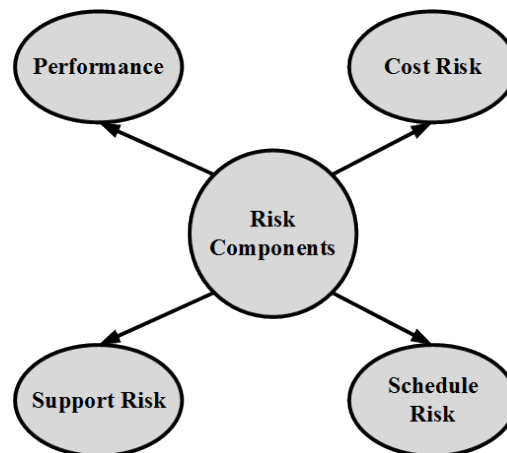 Performance
Cost Risk
Risk
Components
Support Risk
Schedule
Risk